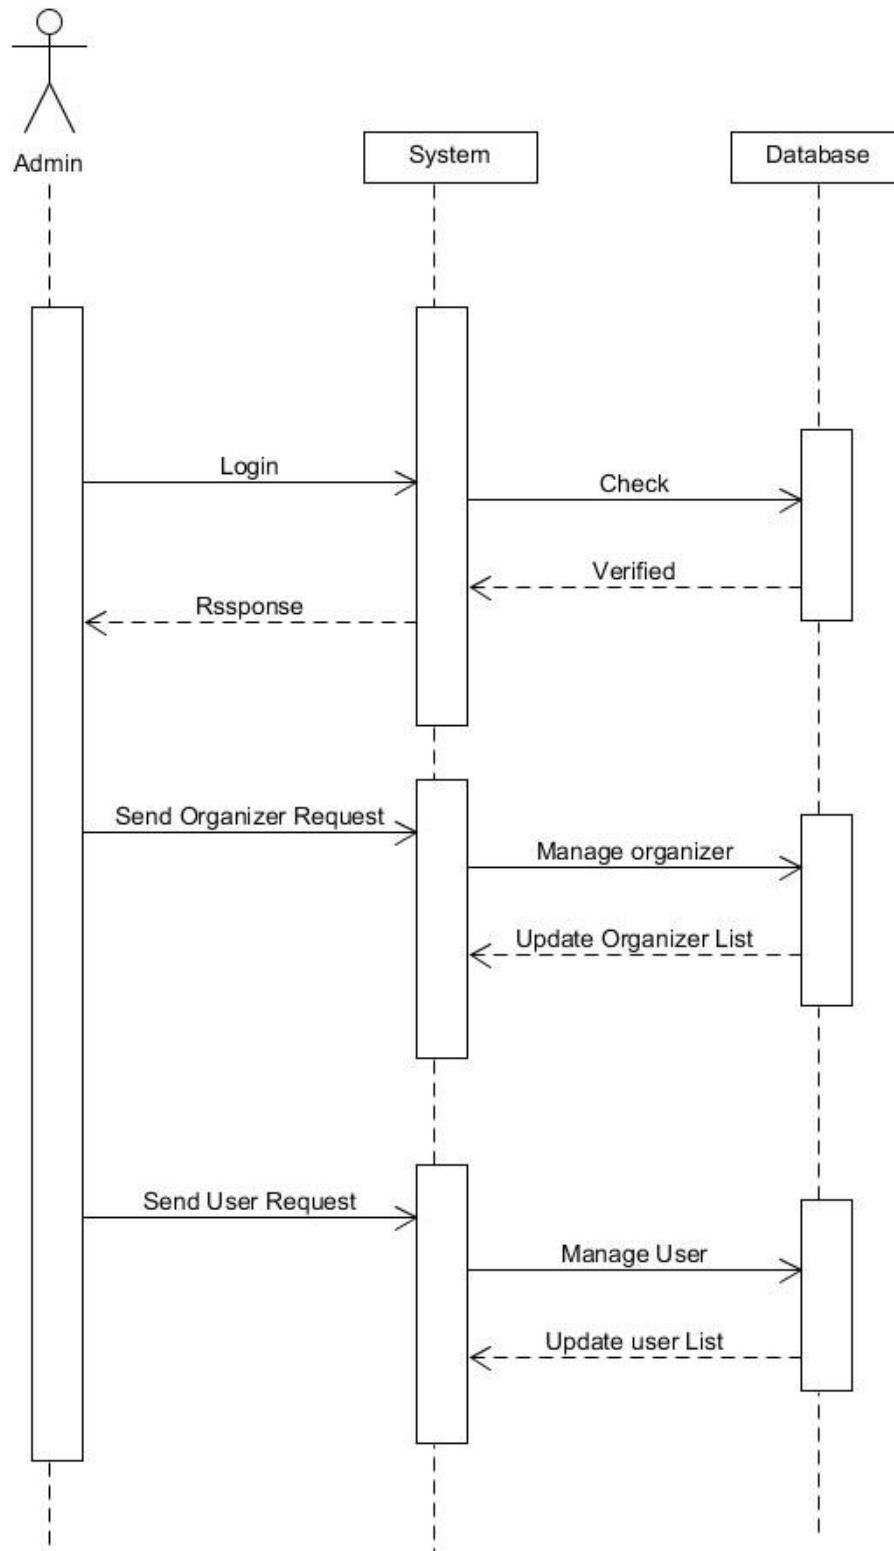 Admin
System
Database
Login
Check
Verified
Rssponse
Send Organizer Request
Manage organizer
Update Organizer List
Send User Request
Manage User
Update user List